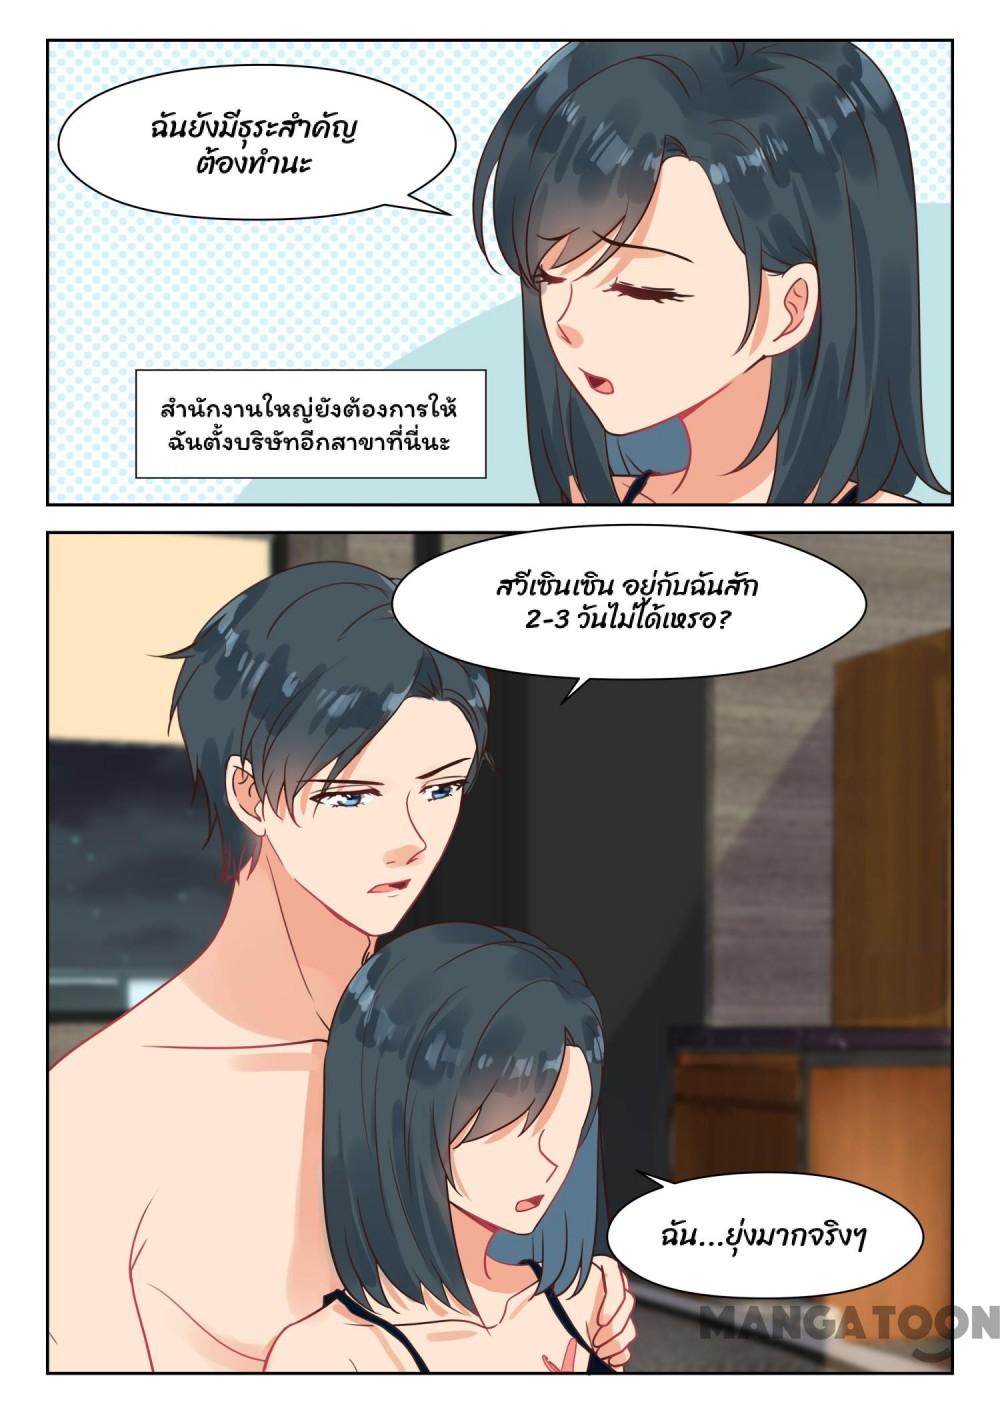 ฉันยังมีธุระสำคัญ
ต้องทำนะ
สำนักงานใหญ่ยังต้องการให้
ฉันตั้งบริษัทอีกสาขาที่นี่นะ
สวีเซินเซิน อยู่กับฉันสัก
2-3 วันไม่ได้เหรอ?
ฉัน...ยุ่งมากจริงๆ
MANGATOON